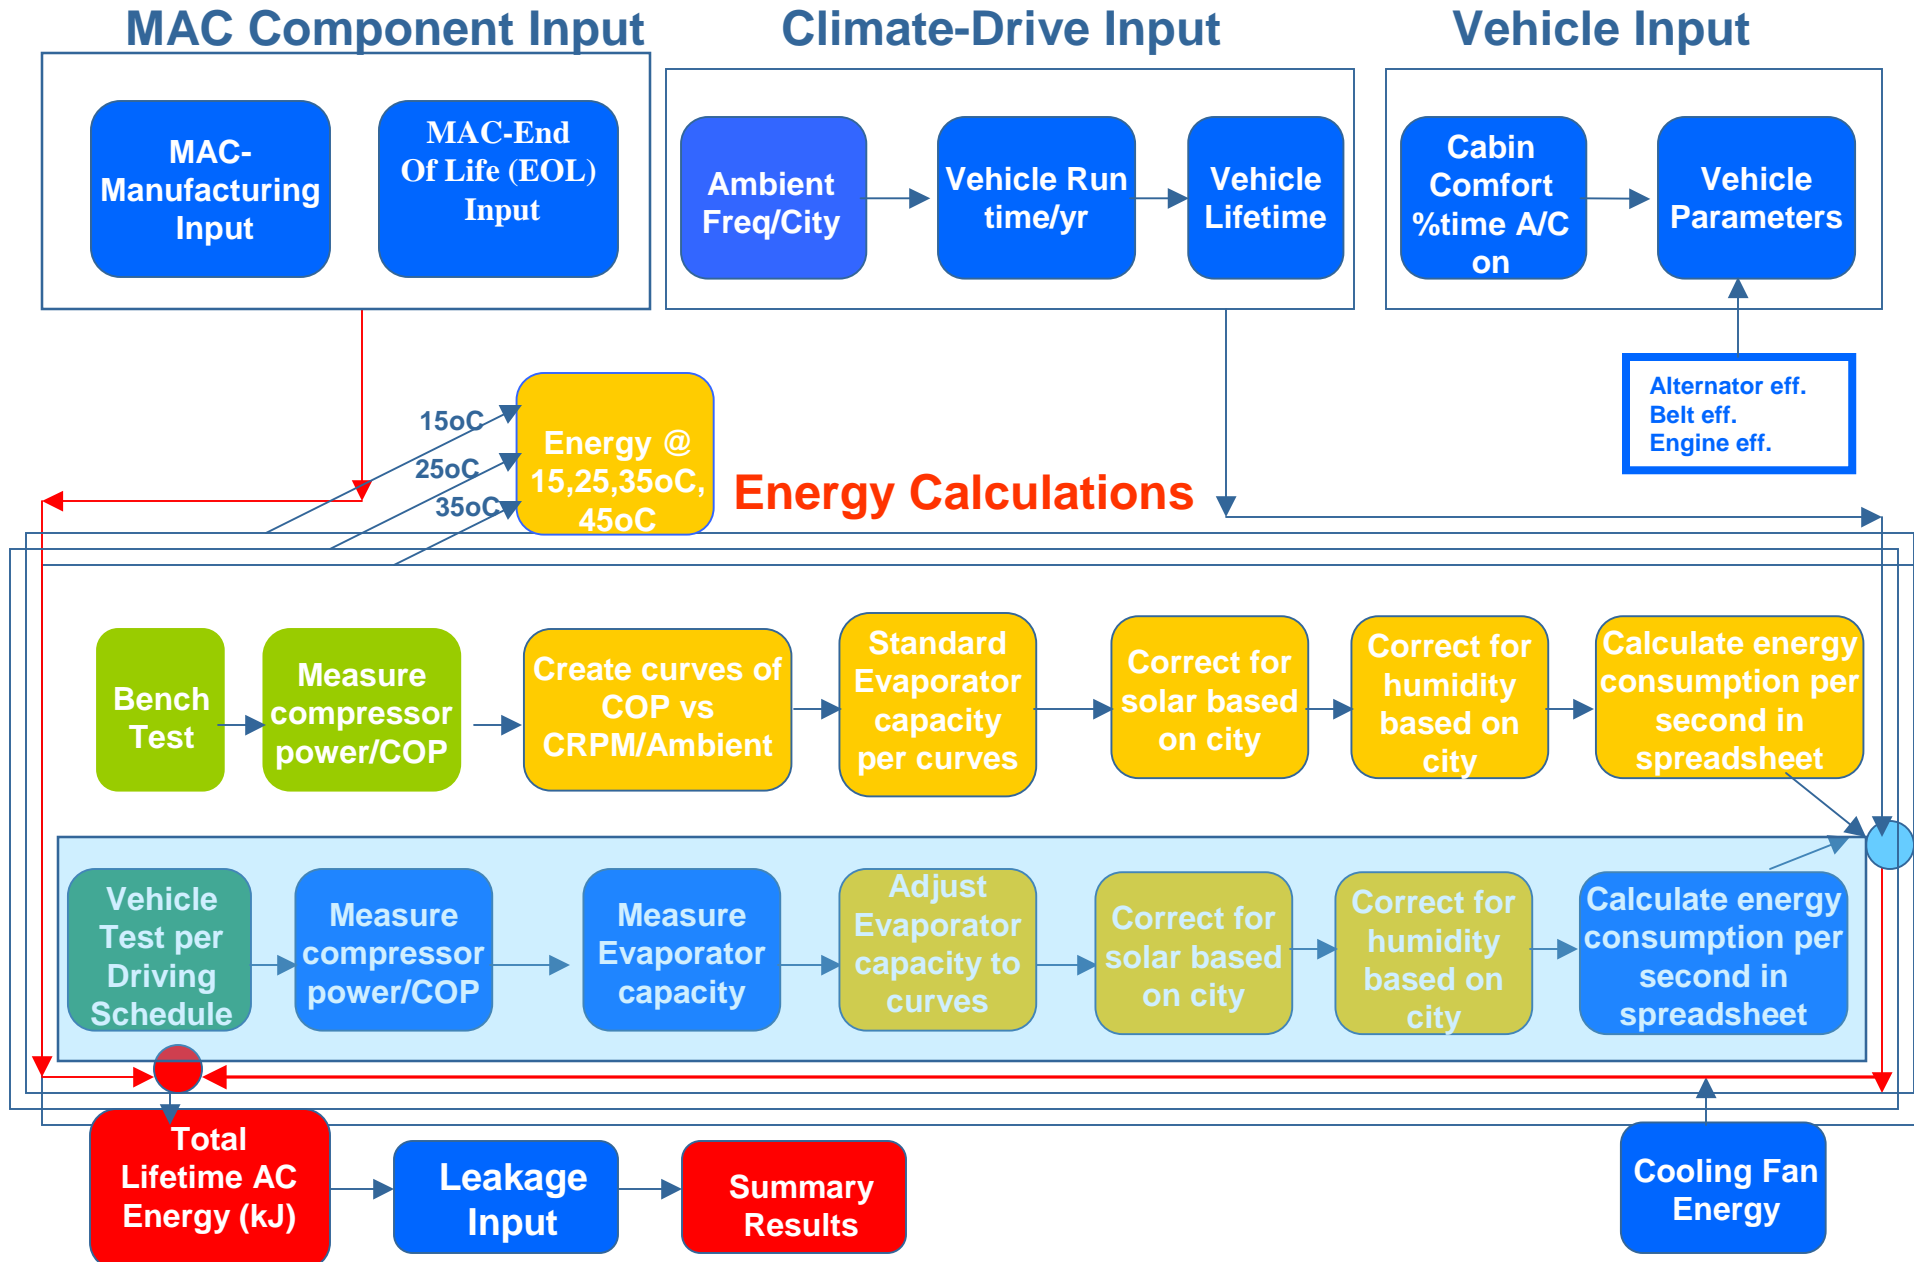 MAC Component Input
Climate-Drive Input
Vehicle Input
MAC-
Manufacturing
Input
MAC-End
Of Life (EOL)
Input
Ambient
Freq/City
Vehicle Run
time/yr
Vehicle
Lifetime
Cabin
Comfort
%time A/C
on
Vehicle
Parameters
Alternator eff.
Belt eff.
Engine eff.
15oC
25oC
35oC
Energy @
15,25,35oC,
45oC
Energy Calculations
Bench
Test
Measure
compressor
power/COP
Create curves of
COP vs
CRPM/Ambient
Standard
Evaporator
capacity
per curves
Correct for
solar based
on city
Correct for
humidity
based on
city
Calculate energy
consumption per
second in
spreadsheet
Vehicle
Test per
Driving
Schedule
Measure
compressor
power/COP
Measure
Evaporator
capacity
Adjust
Evaporator
capacity to
curves
Correct for
solar based
on city
Correct for
humidity
based on
city
Calculate energy
consumption per
second in
spreadsheet
Total
Lifetime AC
Energy (kJ)
Leakage
Input
Summary
Results
Cooling Fan
Energy